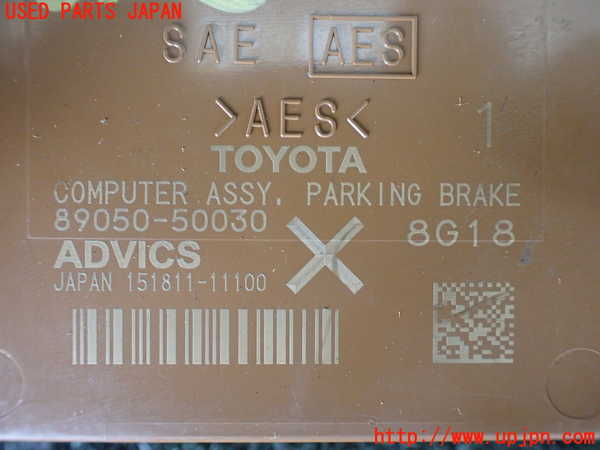 USED PARTS JAPAN
SAE AES
>AES<
1
TOYOTA
COMPUTER ASSY, PARKING BRAKE
89050-50030
8G18
ADVICS
JAPAN 151811-11100
http://www.upjpn.com